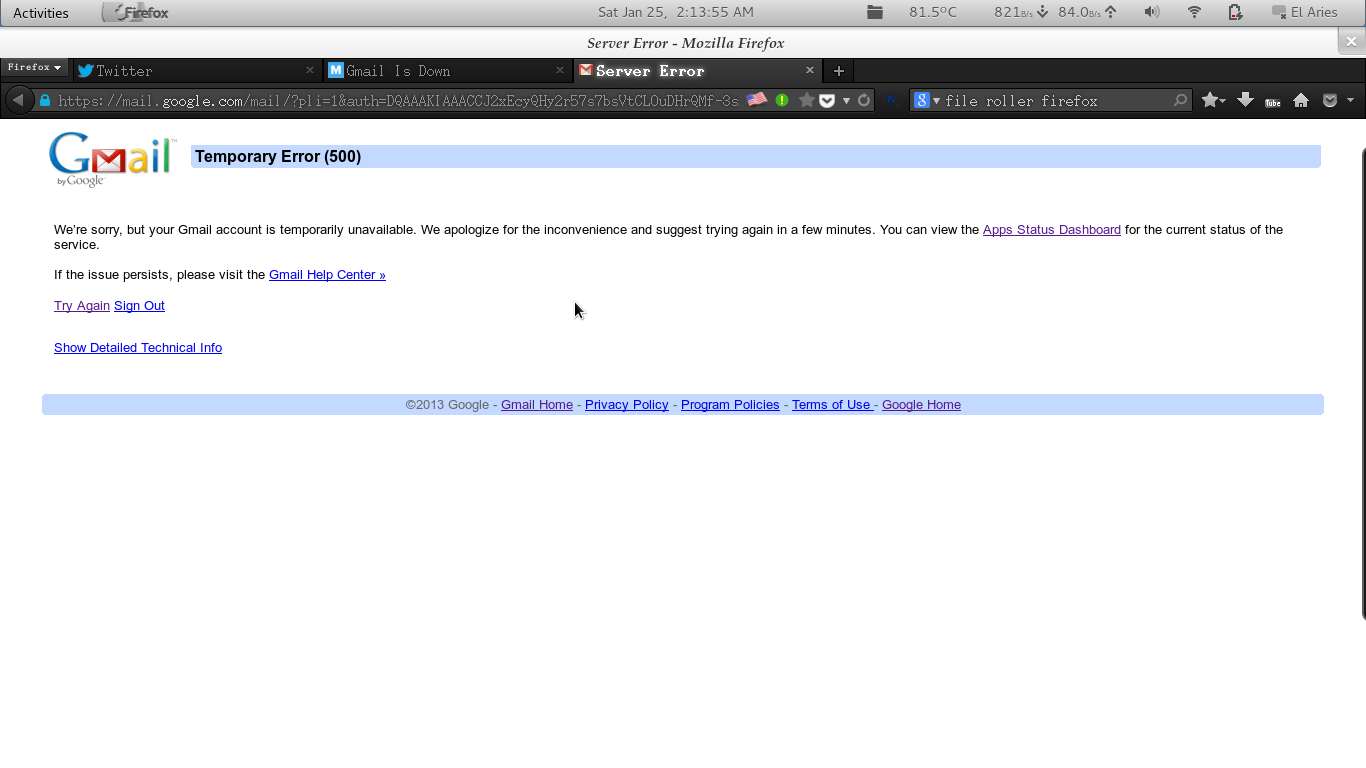 Activities Firefox Sat Jan 25, 2:13:55 AM 81.5°C 821B/s 84.0B/s El Aries
Server Error - Mozilla Firefox
Firefox Twitter Gmail Is Down Server Error
https://mail.google.com/mail/?pli=1&auth=DQAAAKIAAACCJ2xEcyQHy2r57s7bsVtCLOuDHrQMf-3s 8 file roller firefox Tube
Gmail™
by Google
Temporary Error (500)
We're sorry, but your Gmail account is temporarily unavailable. We apologize for the inconvenience and suggest trying again in a few minutes. You can view the Apps Status Dashboard for the current status of the
service.
If the issue persists, please visit the Gmail Help Center »
Try Again Sign Out
Show Detailed Technical Info
©2013 Google - Gmail Home - Privacy Policy - Program Policies - Terms of Use - Google Home